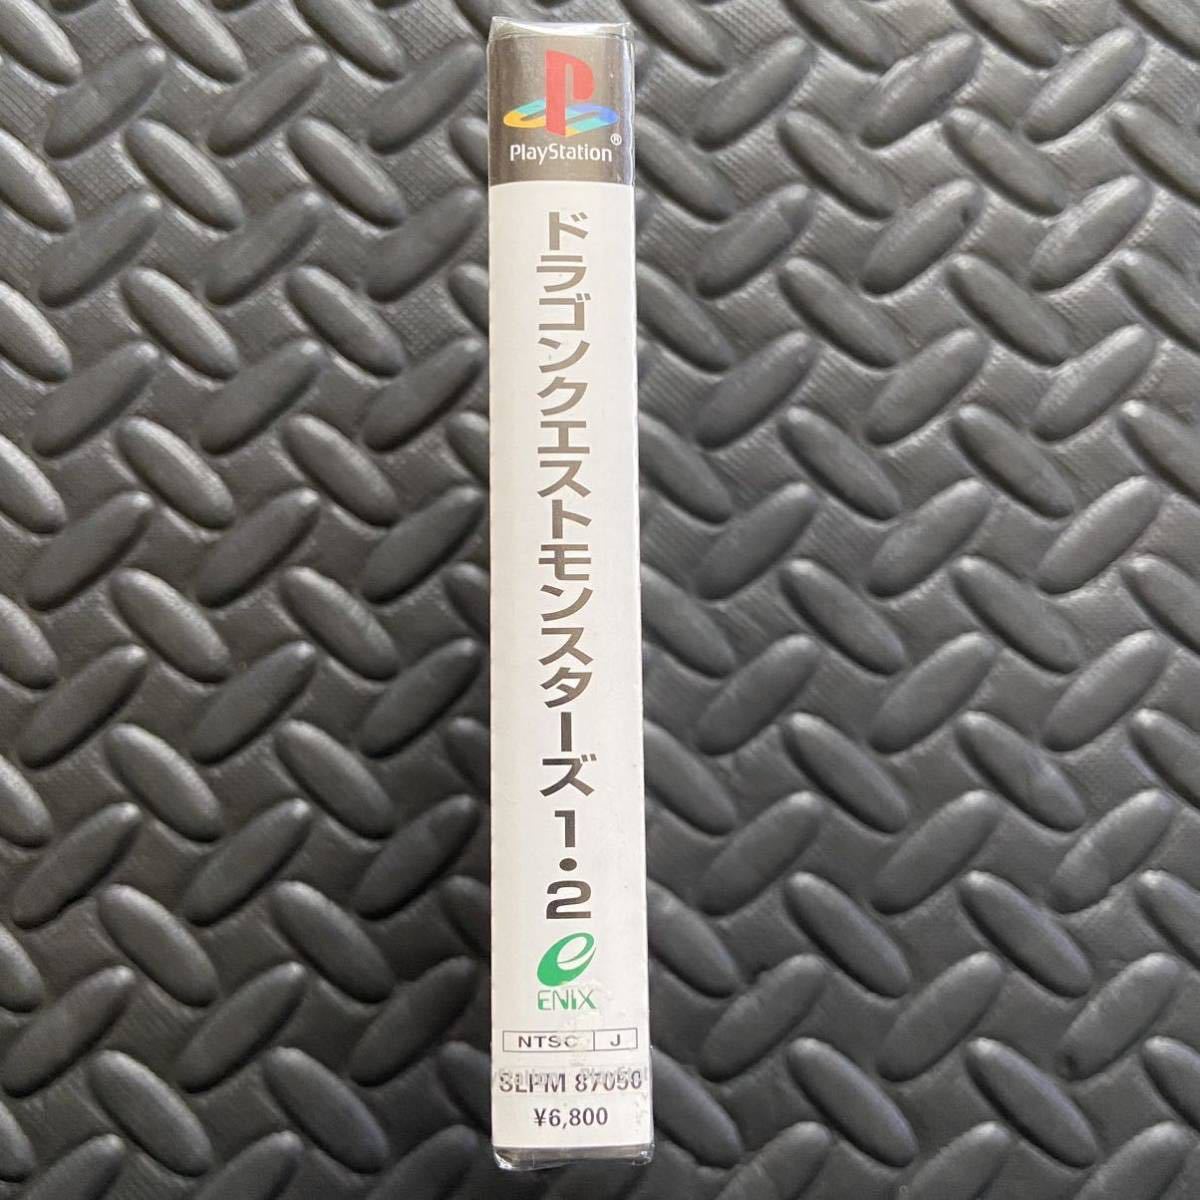 PlayStation®
ドラゴンクエストモンスターズ1・2
ENIX
NTSC J
SLPM 87050
¥6,800